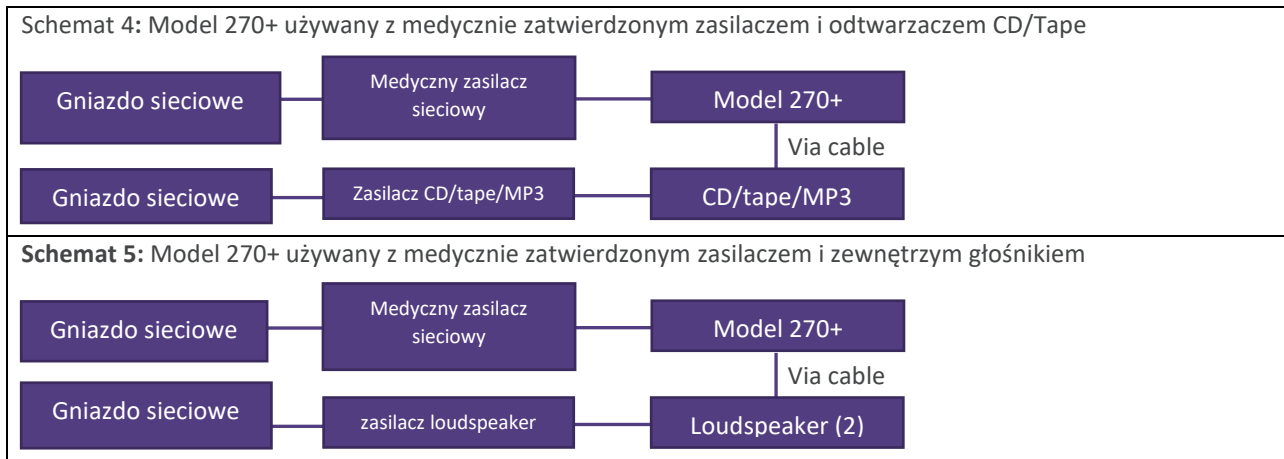 Schemat 4: Model 270+ używany z medycznie zatwierdzonym zasilaczem i odtwarzaczem CD/Tape
Gniazdo sieciowe
Medyczny zasilacz
sieciowy
Model 270+
Via cable
Gniazdo sieciowe
Zasilacz CD/tape/MP3
CD/tape/MP3
Schemat 5: Model 270+ używany z medycznie zatwierdzonym zasilaczem i zewnętrzym głośnikiem
Gniazdo sieciowe
Medyczny zasilacz
sieciowy
Model 270+
Via cable
Gniazdo sieciowe
zasilacz loudspeaker
Loudspeaker (2)